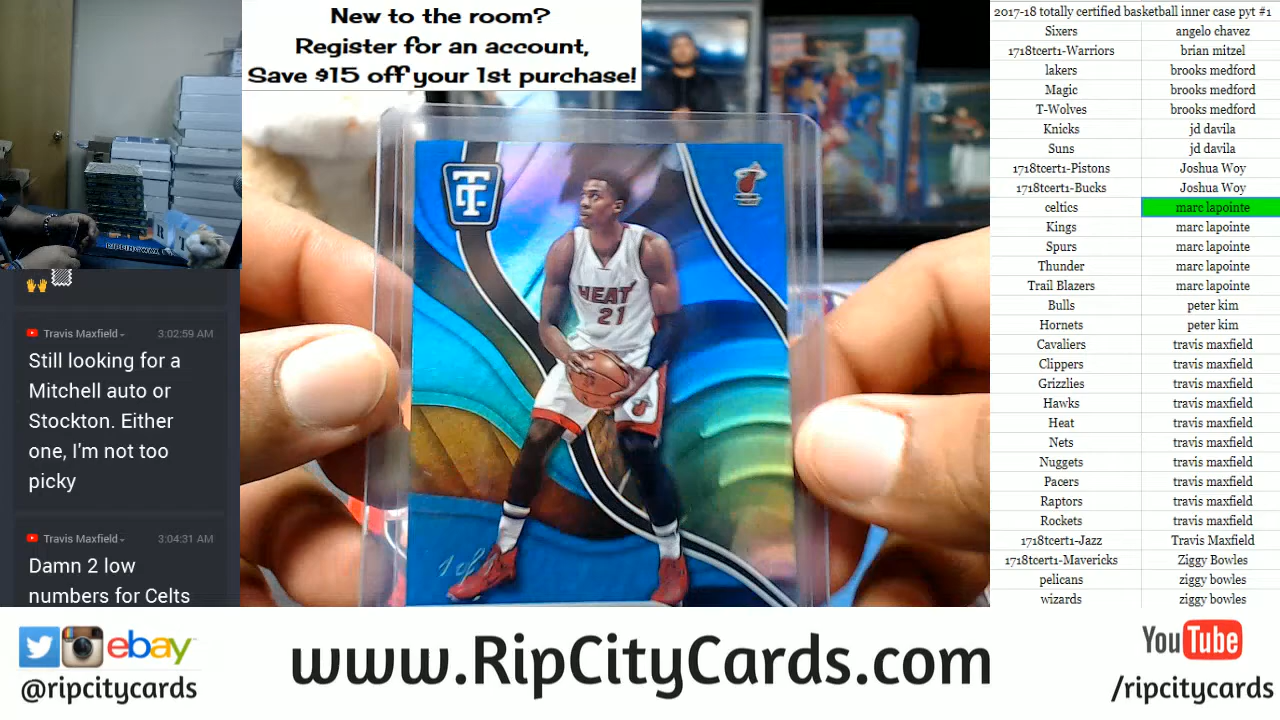 New to the room?
Register for an account,
Save $15 off your 1st purchase!
2017-18 totally certified basketball inner case pyt #1
Sixers angelo chavez
1718tcert1-Warriors brian mitzel
lakers brooks medford
Magic brooks medford
T-Wolves brooks medford
Knicks jd davila
Suns jd davila
1718tcert1-Pistons Joshua Woy
1718tcert1-Bucks Joshua Woy
celtics marc lapointe
Kings marc lapointe
Spurs marc lapointe
Thunder marc lapointe
Trail Blazers marc lapointe
Bulls peter kim
Hornets peter kim
Cavaliers travis maxfield
Clippers travis maxfield
Grizzlies travis maxfield
Hawks travis maxfield
Heat travis maxfield
Nets travis maxfield
Nuggets travis maxfield
Pacers travis maxfield
Raptors travis maxfield
Rockets travis maxfield
1718tcert1-Jazz Travis Maxfield
1718tcert1-Mavericks Ziggy Bowles
pelicans ziggy bowles
wizards ziggy bowles
Travis Maxfield 3:02:59 AM
Still looking for a
Mitchell auto or
Stockton. Either
one, I'm not too
picky
Travis Maxfield 3:04:31 AM
Damn 2 low
numbers for Celts
TC
HEAT
21
1 of
ebay
@ripcitycards
www.RipCityCards.com
YouTube
/ripcitycards